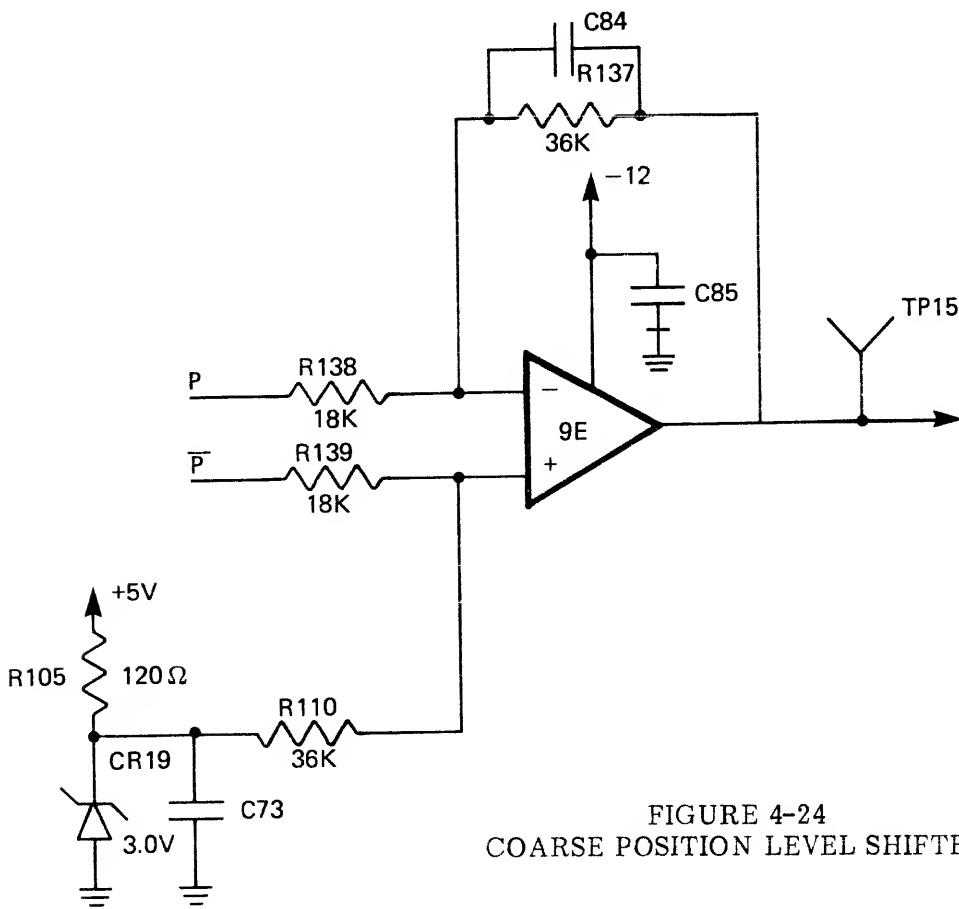 C84
R137
36K
−12
C85
TP15
P
R138
18K
−
9E
P̅
R139
18K
+
+5V
R105
120Ω
R110
36K
CR19
C73
3.0V
FIGURE 4-24
COARSE POSITION LEVEL SHIFTE